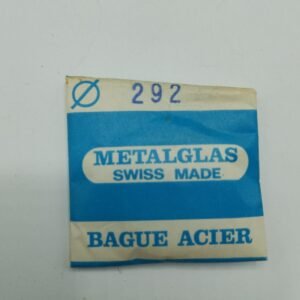 Ø 292
METALGLAS
SWISS MADE
BAGUE ACIER